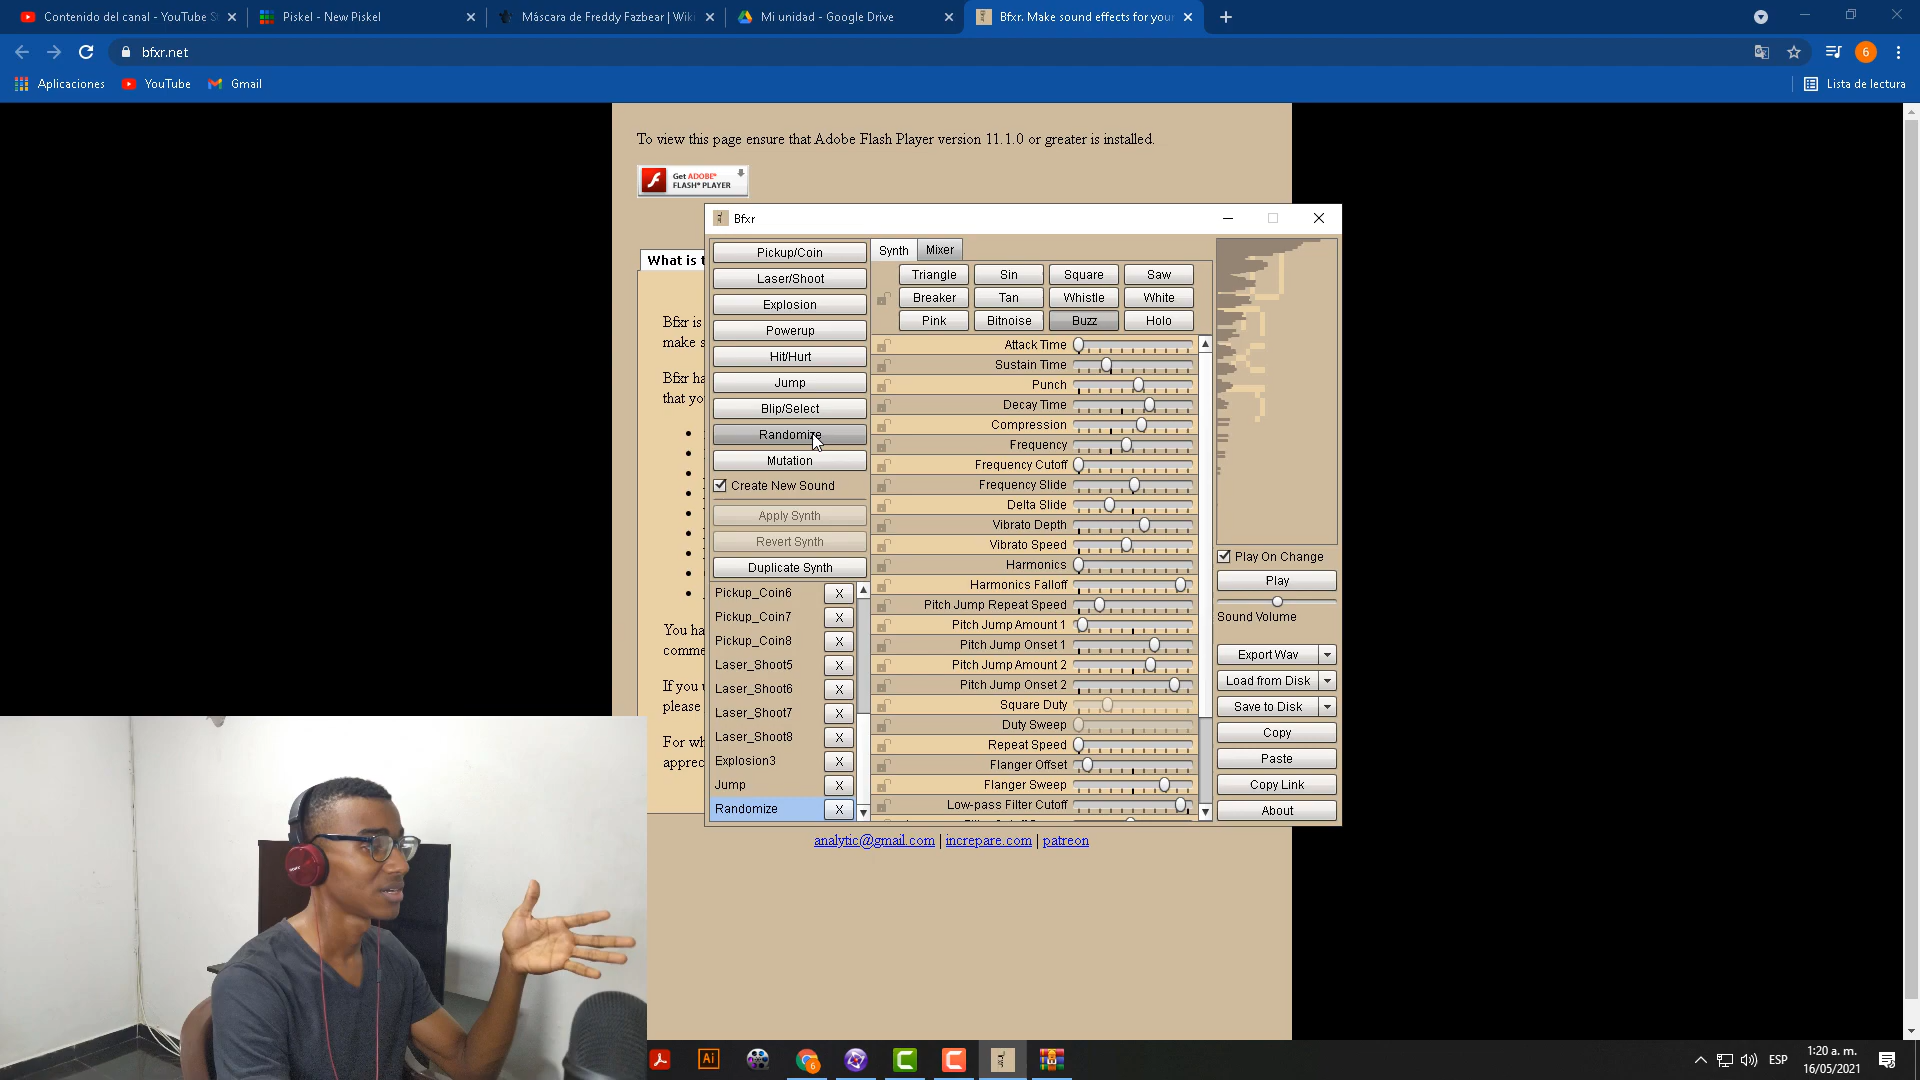 Contenido del canal - YouTube S
Piskel - New Piskel
Máscara de Freddy Fazbear | Wiki
Mi unidad - Google Drive
Bfxr. Make sound effects for your
bfxr.net
6
Aplicaciones
YouTube
Gmail
Lista de lectura
To view this page ensure that Adobe Flash Player version 11.1.0 or greater is installed.
Get ADOBE®
FLASH® PLAYER
What is t
Bfxr is
make s
Bfxr ha
that yo
You ha
comme
If you u
please
For wh
apprec
Bfxr
Pickup/Coin
Laser/Shoot
Explosion
Powerup
Hit/Hurt
Jump
Blip/Select
Randomize
Mutation
Create New Sound
Apply Synth
Revert Synth
Duplicate Synth
Pickup_Coin6 X
Pickup_Coin7 X
Pickup_Coin8 X
Laser_Shoot5 X
Laser_Shoot6 X
Laser_Shoot7 X
Laser_Shoot8 X
Explosion3 X
Jump X
Randomize X
Synth Mixer
Triangle Sin Square Saw
Breaker Tan Whistle White
Pink Bitnoise Buzz Holo
Attack Time
Sustain Time
Punch
Decay Time
Compression
Frequency
Frequency Cutoff
Frequency Slide
Delta Slide
Vibrato Depth
Vibrato Speed
Harmonics
Harmonics Falloff
Pitch Jump Repeat Speed
Pitch Jump Amount 1
Pitch Jump Onset 1
Pitch Jump Amount 2
Pitch Jump Onset 2
Square Duty
Duty Sweep
Repeat Speed
Flanger Offset
Flanger Sweep
Low-pass Filter Cutoff
Play On Change
Play
Sound Volume
Export Wav
Load from Disk
Save to Disk
Copy
Paste
Copy Link
About
analytic@gmail.com | increpare.com | patreon
Ai
6
ESP
1:20 a. m.
16/05/2021